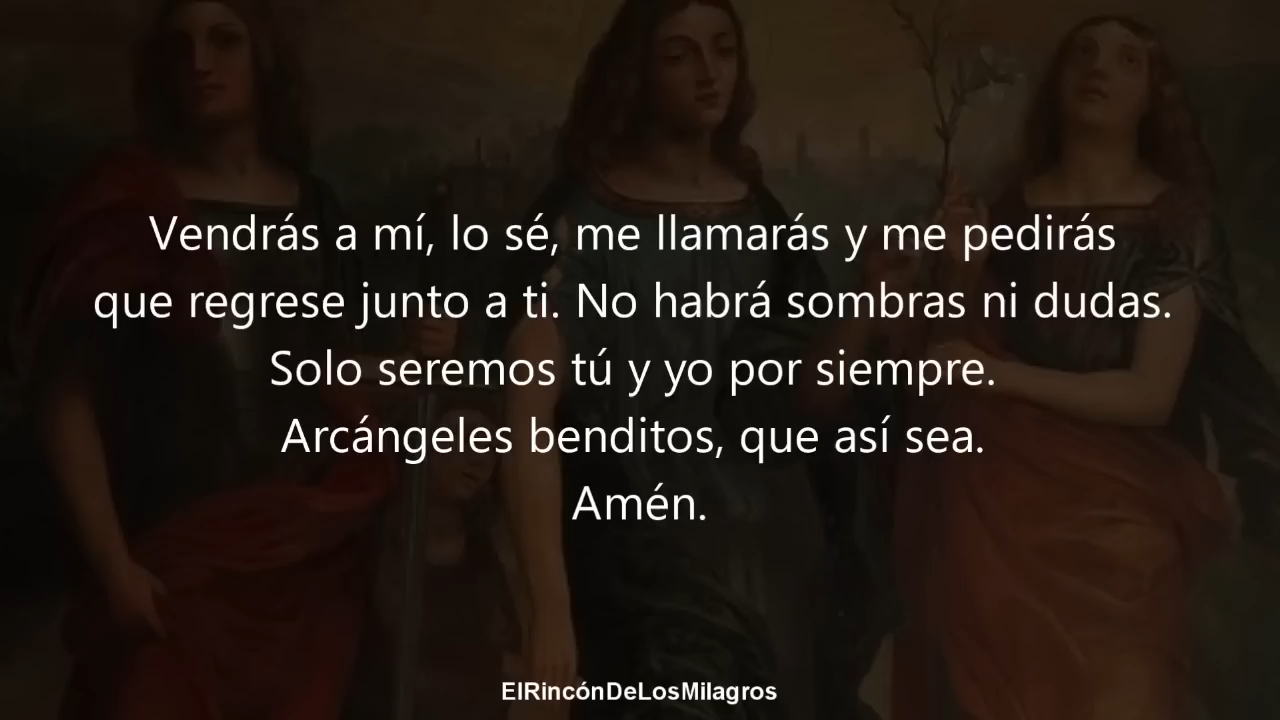 Vendrás a mí, lo sé, me llamarás y me pedirás
que regrese junto a ti. No habrá sombras ni dudas.
Solo seremos tú y yo por siempre.
Arcángeles benditos, que así sea.
Amén.
ElRincónDeLosMilagros